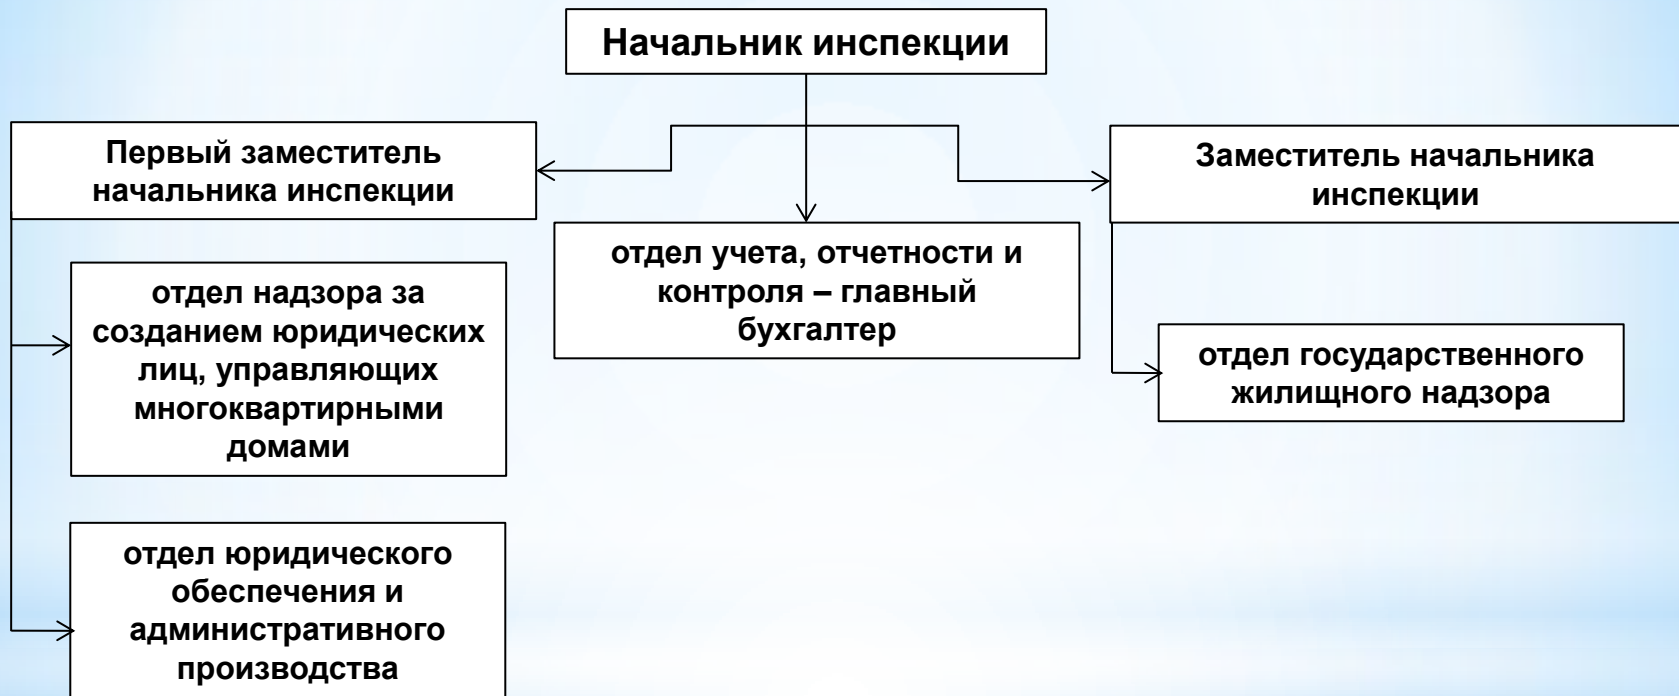 Начальник инспекции
Первый заместитель
начальника инспекции
Заместитель начальника
инспекции
отдел учета, отчетности и
контроля – главный
бухгалтер
отдел надзора за
созданием юридических
лиц, управляющих
многоквартирными
домами
отдел государственного
жилищного надзора
отдел юридического
обеспечения и
административного
производства